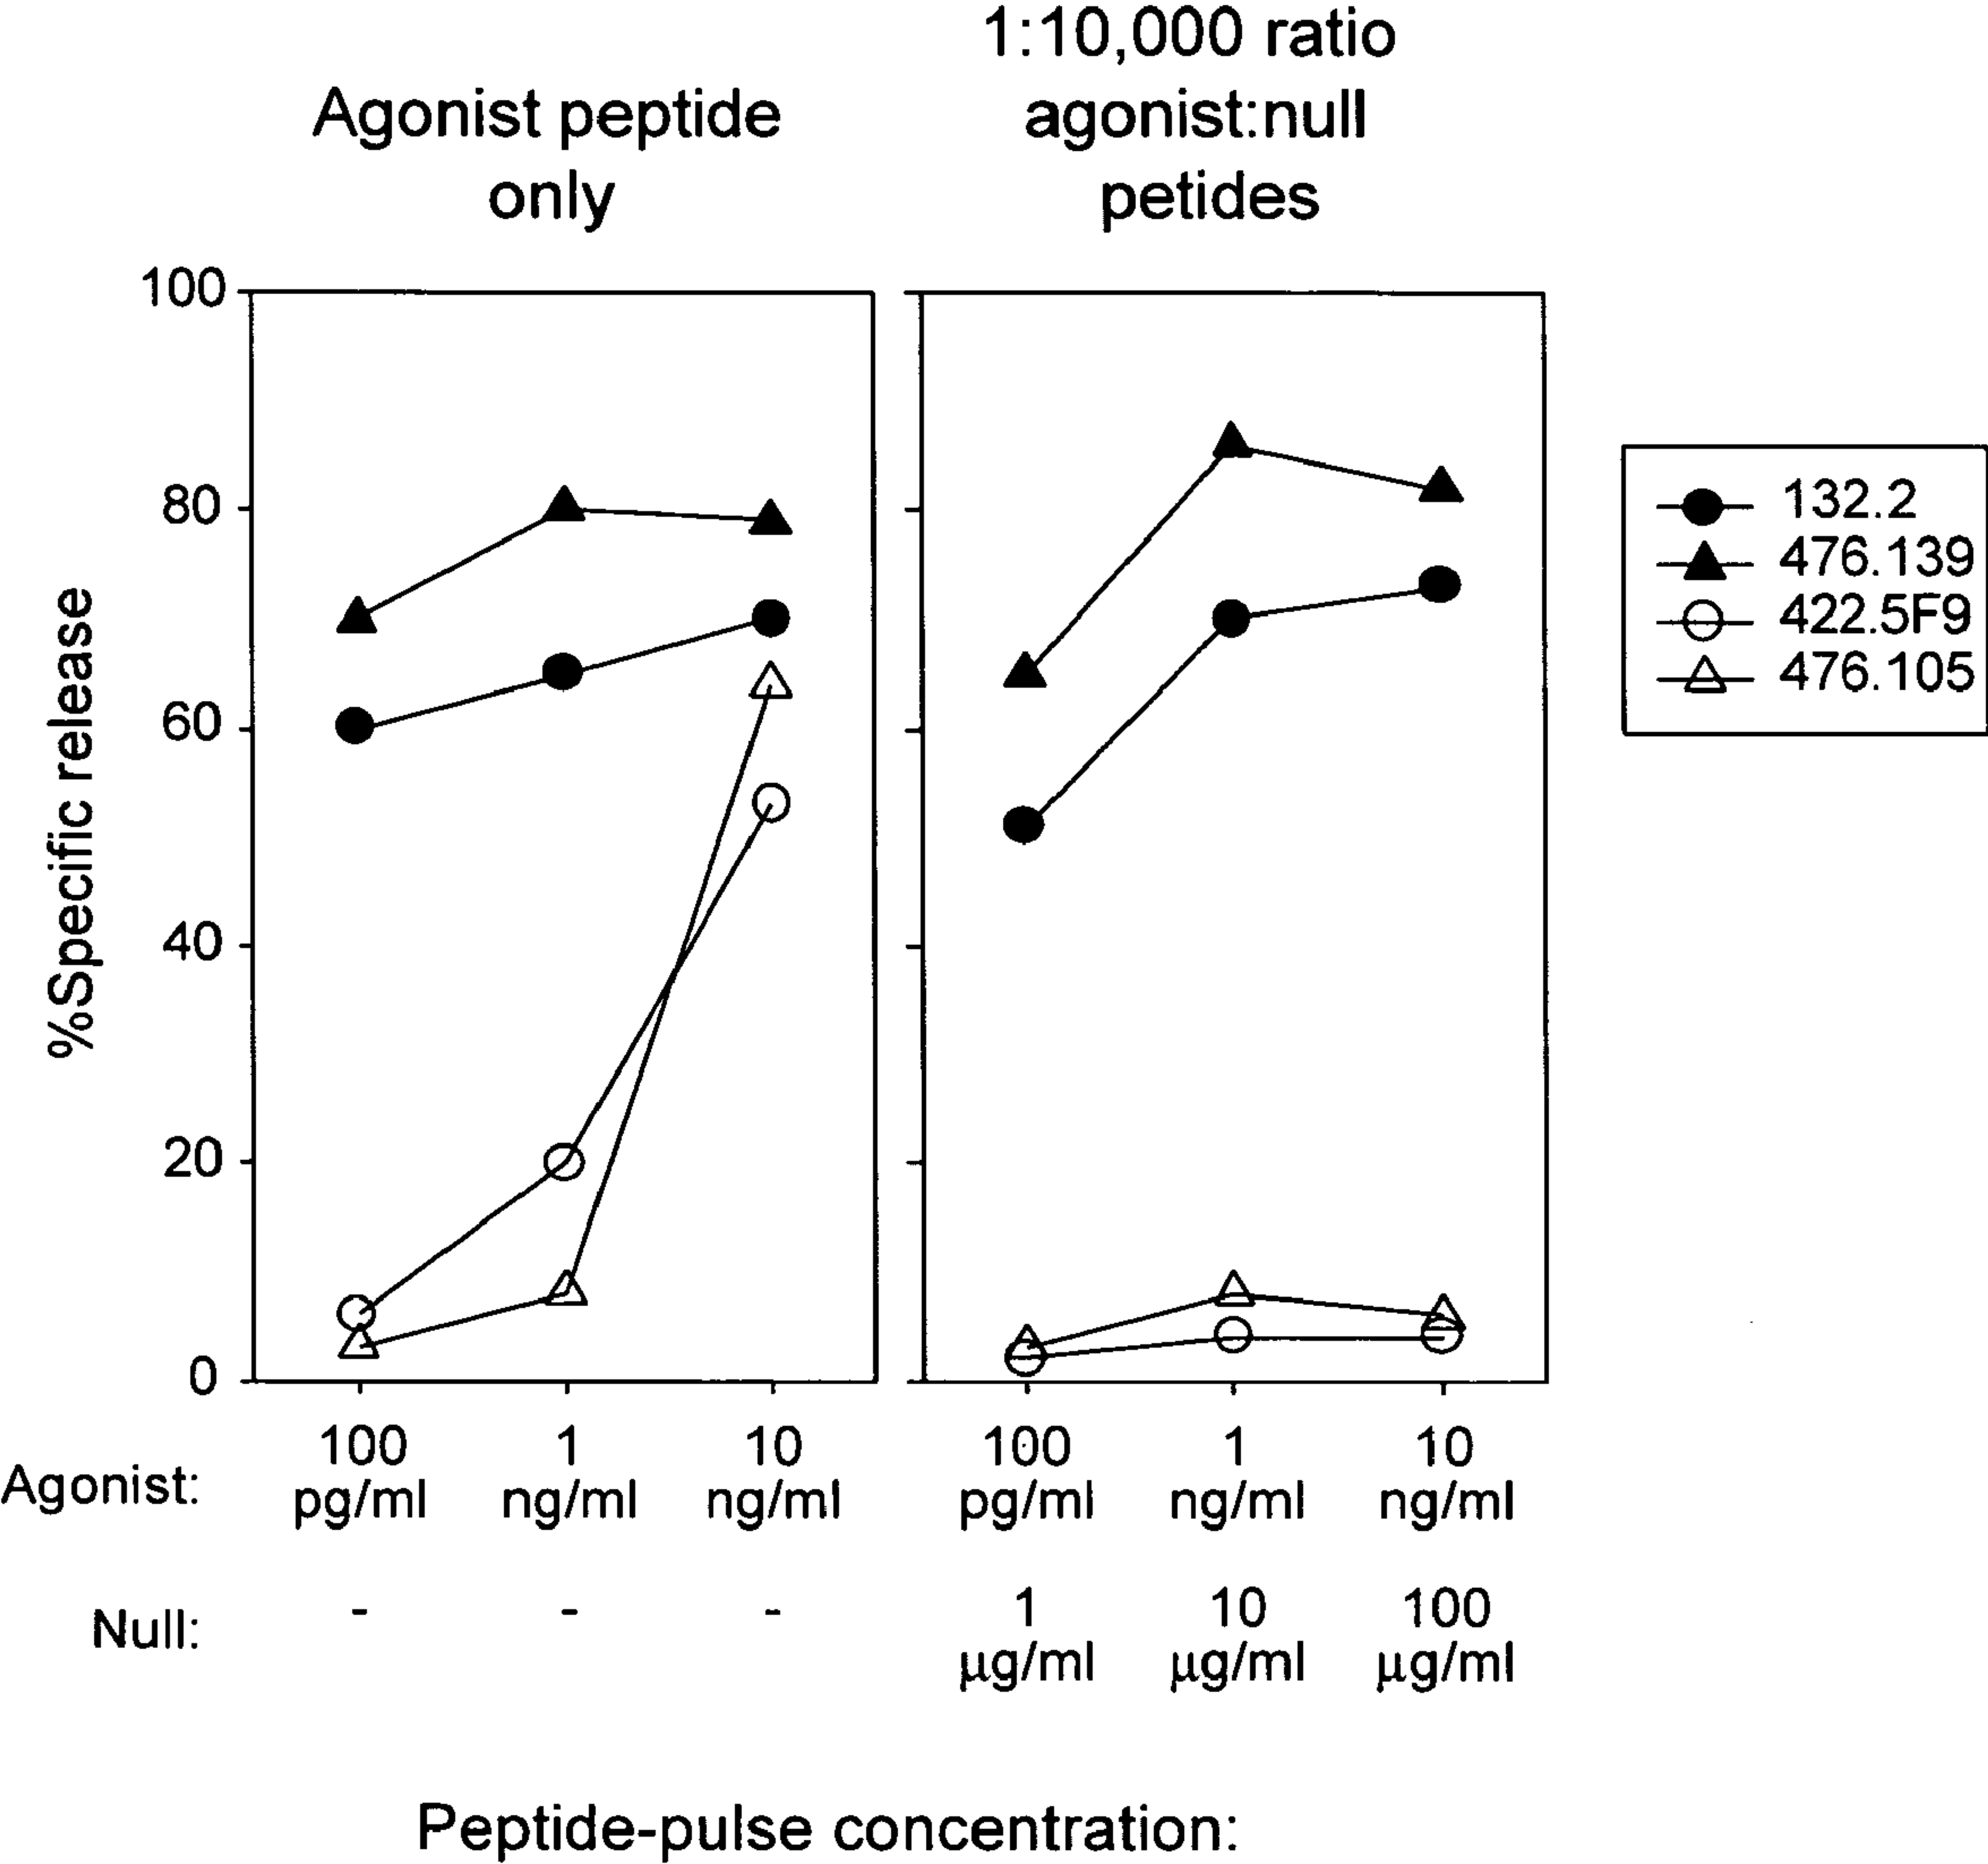 Agonist peptide
only
1:10,000 ratio
agonist:null
petides
%Specific release
100
80
60
40
20
0
132.2
476.139
422.5F9
476.105
Agonist:
100 pg/ml
1 ng/ml
10 ng/ml
100 pg/ml
1 ng/ml
10 ng/ml
Null:
-
-
-
1 µg/ml
10 µg/ml
100 µg/ml
Peptide-pulse concentration: